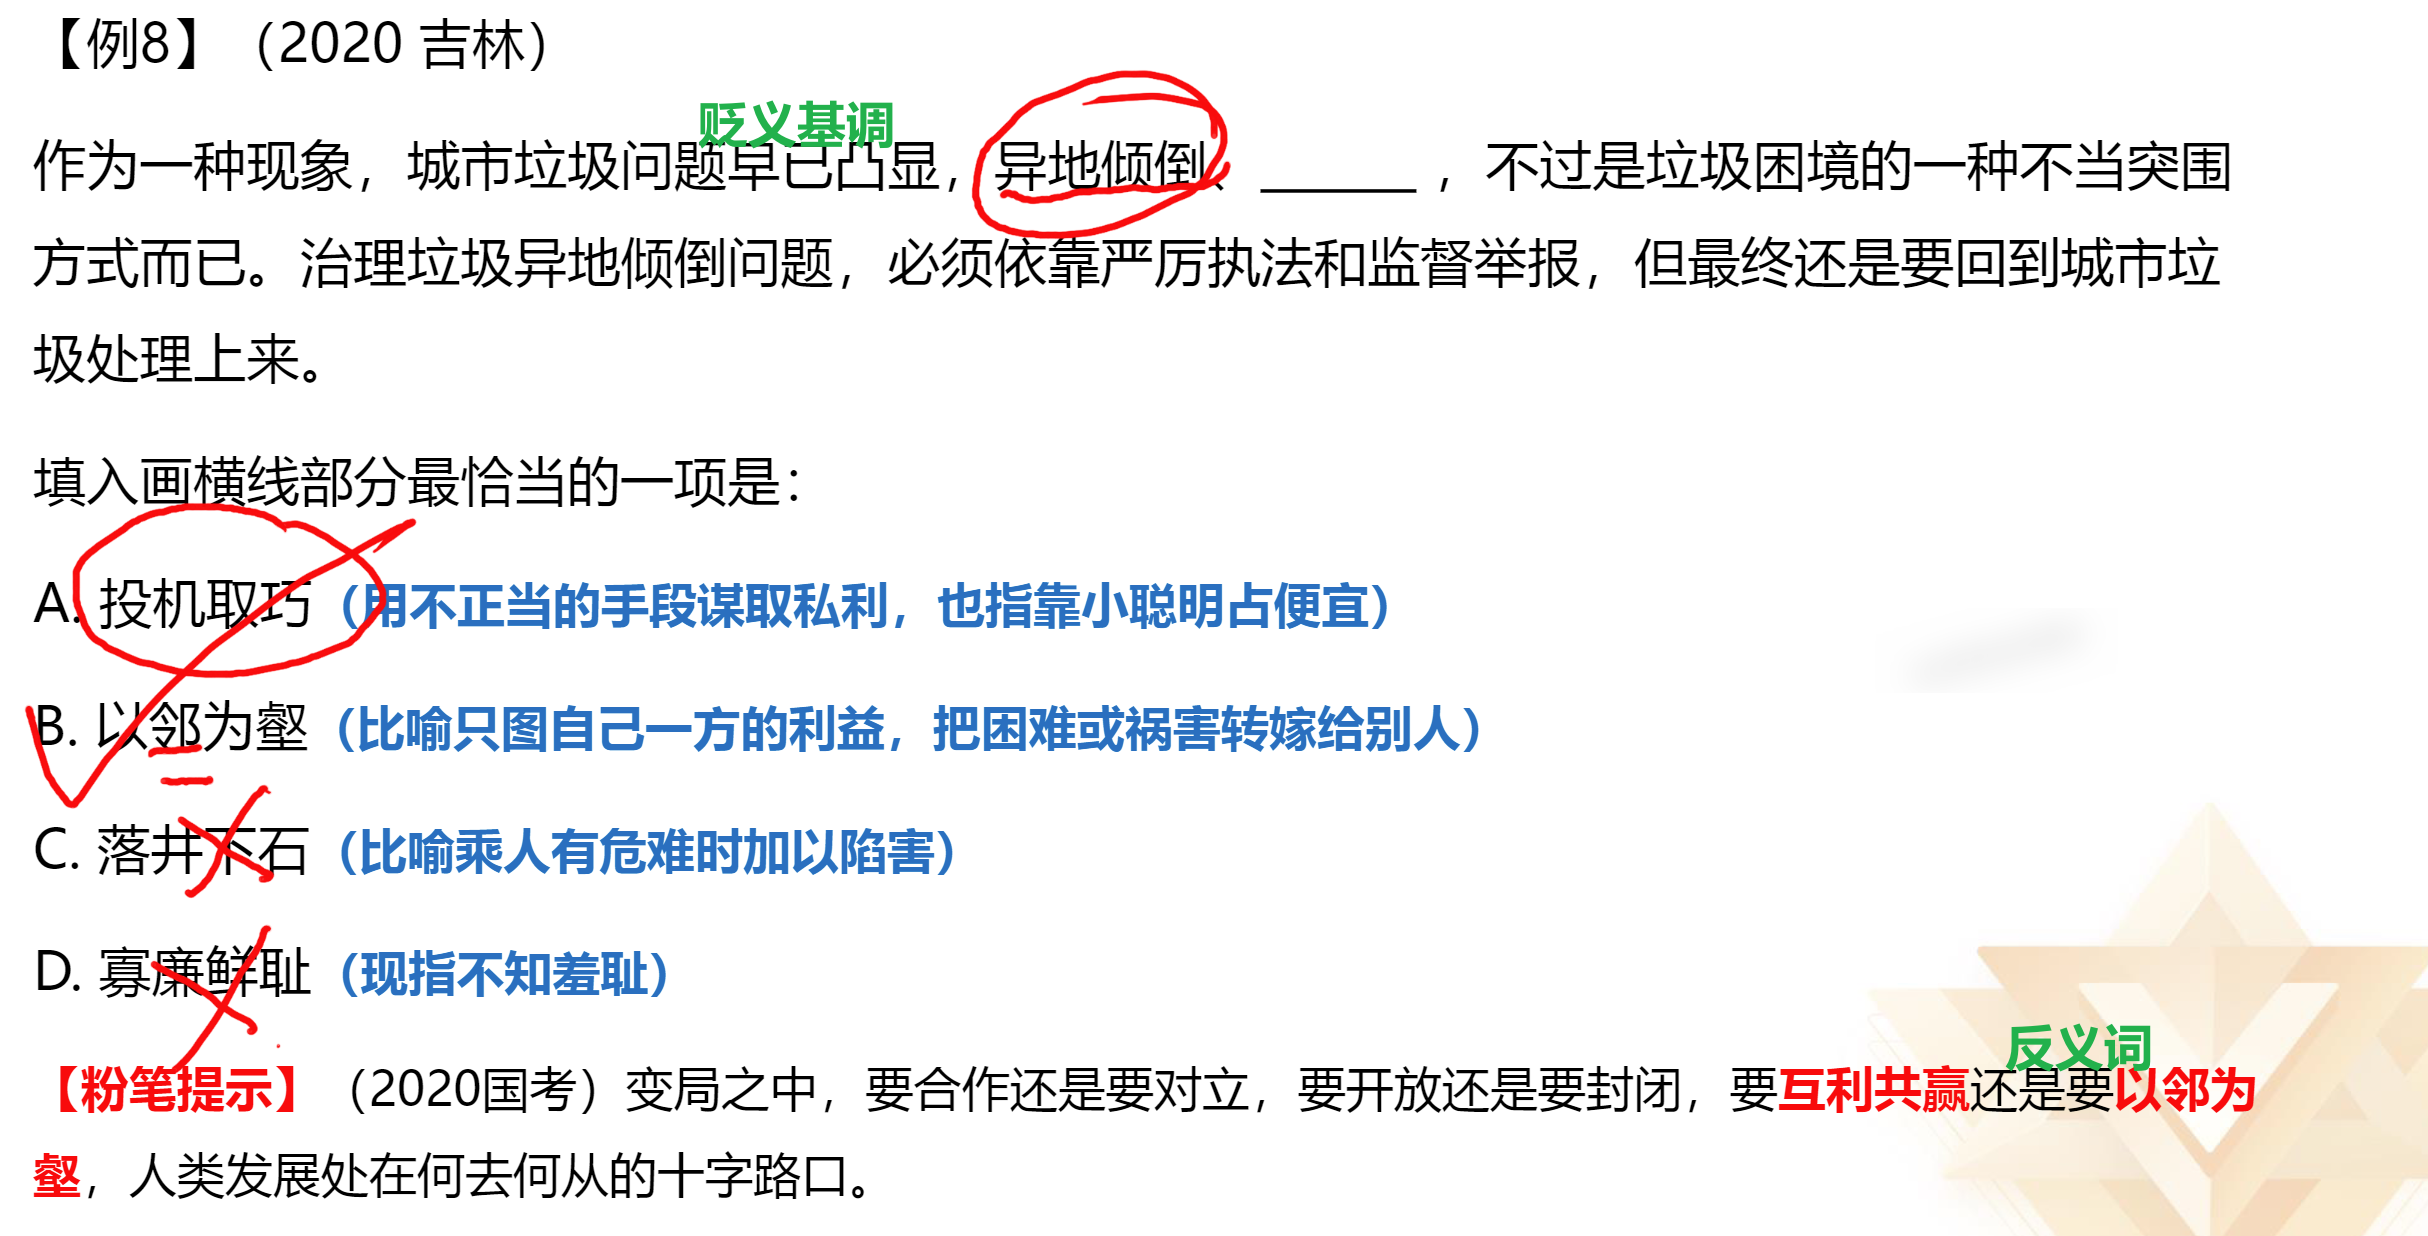 【例8】（2020 吉林）
贬义基调
作为一种现象，城市垃圾问题早已凸显，异地倾倒、______，不过是垃圾困境的一种不当突围
方式而已。治理垃圾异地倾倒问题，必须依靠严厉执法和监督举报，但最终还是要回到城市垃
圾处理上来。
填入画横线部分最恰当的一项是：
A. 投机取巧（用不正当的手段谋取私利，也指靠小聪明占便宜）
B. 以邻为壑（比喻只图自己一方的利益，把困难或祸害转嫁给别人）
C. 落井下石（比喻乘人有危难时加以陷害）
D. 寡廉鲜耻（现指不知羞耻）
反义词
【粉笔提示】（2020国考）变局之中，要合作还是要对立，要开放还是要封闭，要互利共赢还是要以邻为
壑，人类发展处在何去何从的十字路口。